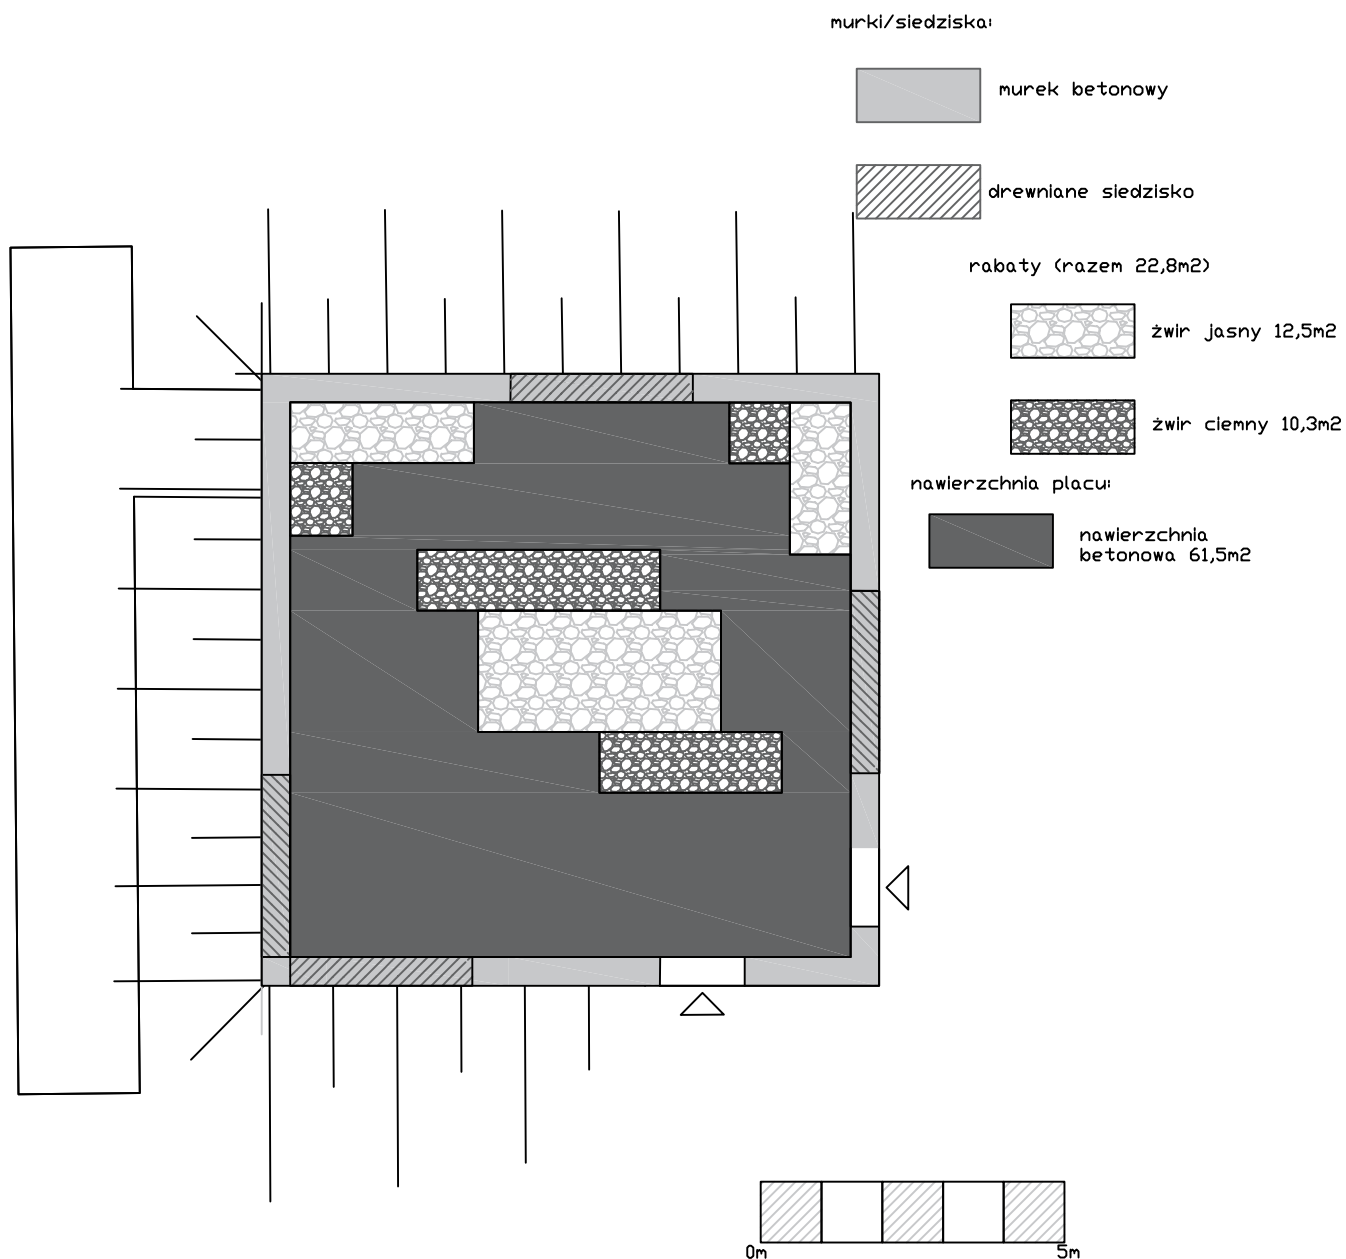 murki/siedziska:
murek betonowy
drewniane siedzisko
rabaty (razem 22,8m2)
żwir jasny 12,5m2
żwir ciemny 10,3m2
nawierzchnia placu:
nawierzchnia
betonowa 61,5m2
0m 5m